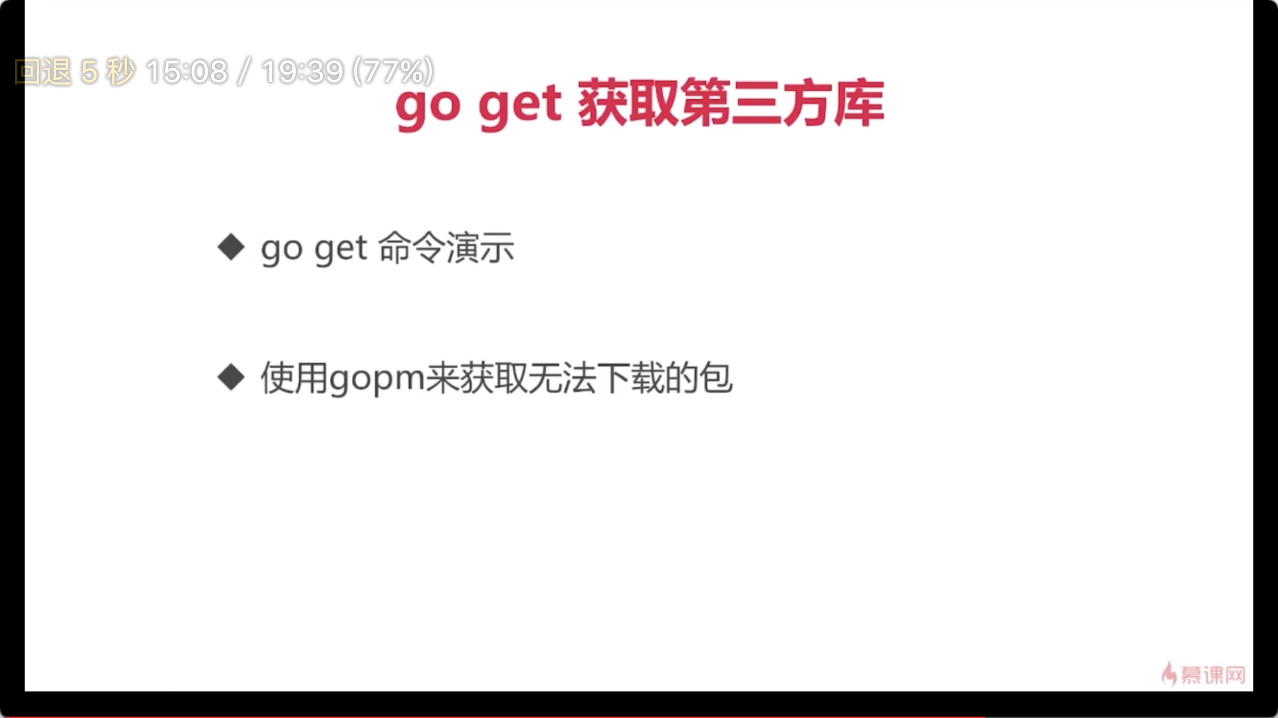 回退 5 秒 15:08 / 19:39 (77%)
go get 获取第三方库
◆ go get 命令演示
◆ 使用gopm来获取无法下载的包
慕课网